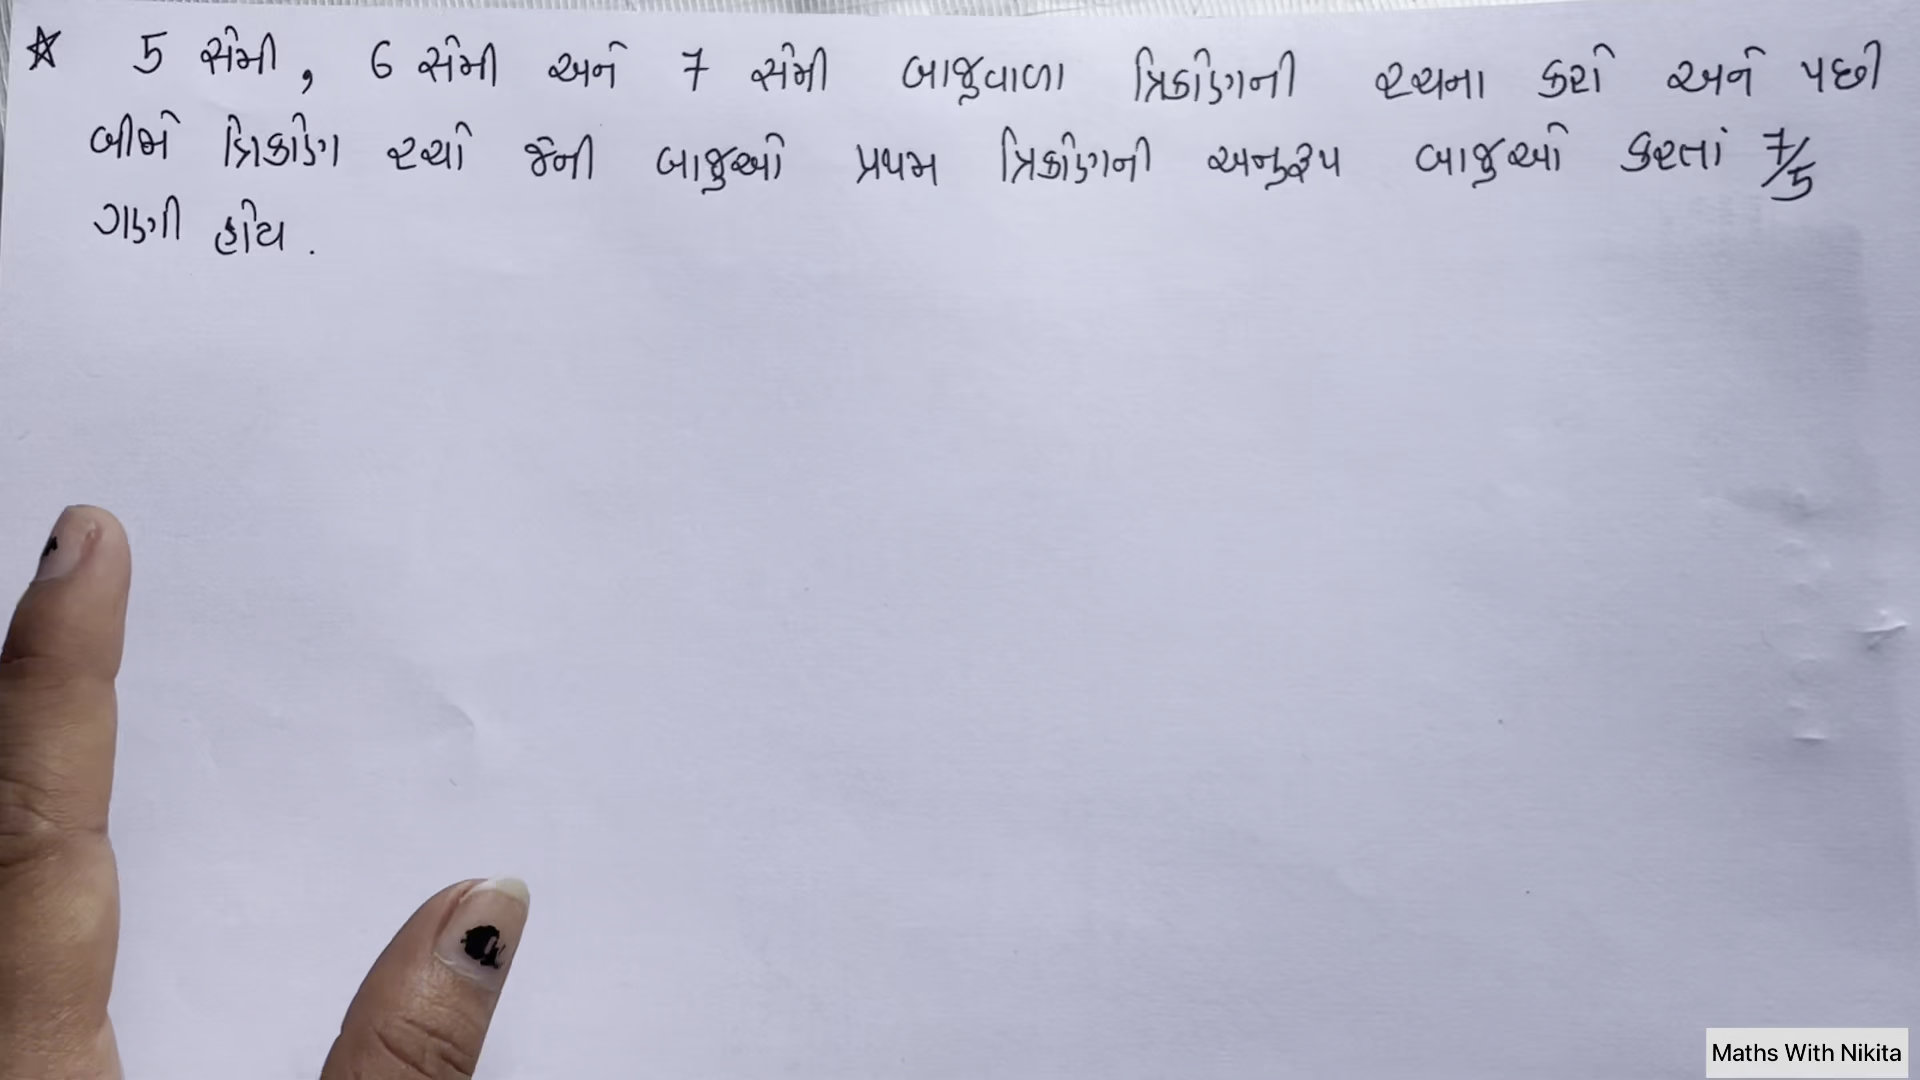 ☆ 5 સેમી, 6 સેમી અને 7 સેમી બાજુવાળા ત્રિકોણની રચના કરો અને પછી
બીજો ત્રિકોણ રચો જેની બાજુઓ પ્રથમ ત્રિકોણની અનુરૂપ બાજુઓ કરતાં 7/5
ગણી હોય.
Maths With Nikita